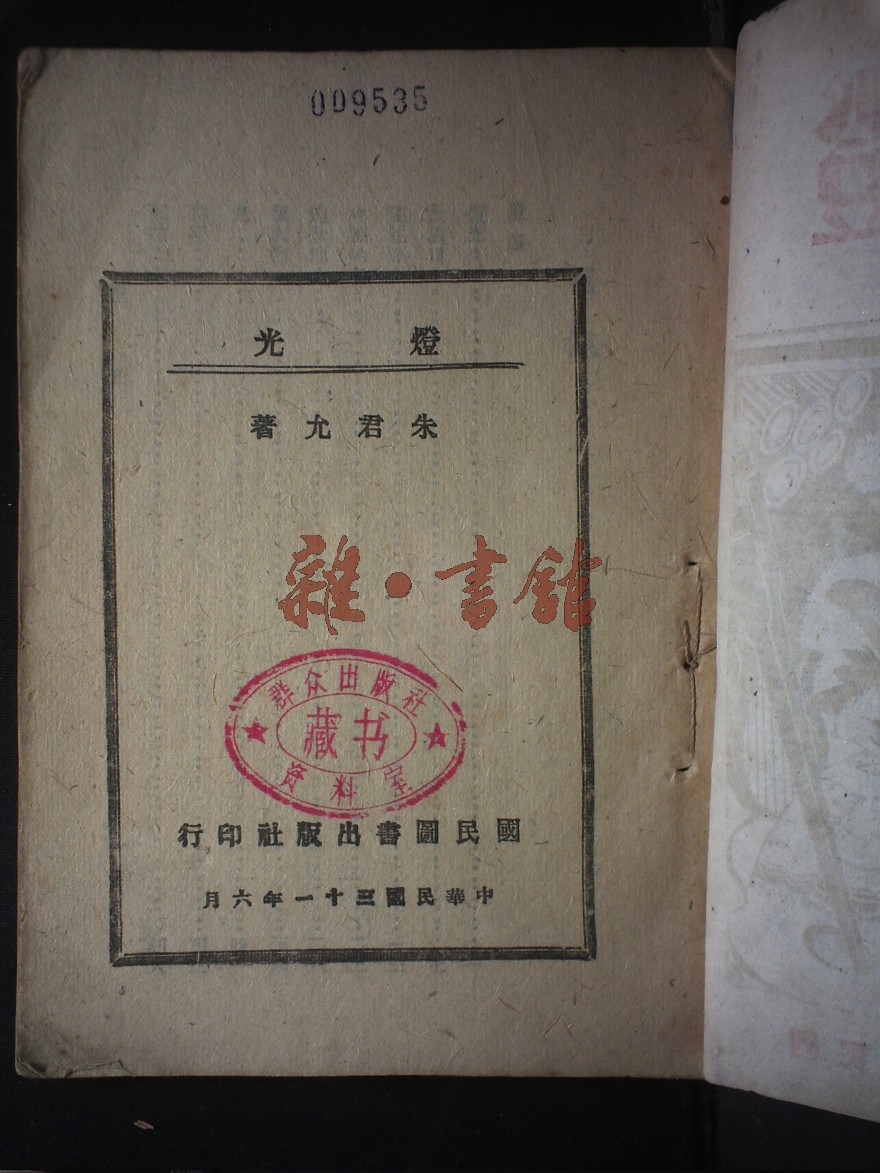 009535
燈光
朱君允著
雜·書館
群众出版社
藏书
资料室
國民圖書出版社印行
中華民國三十一年六月